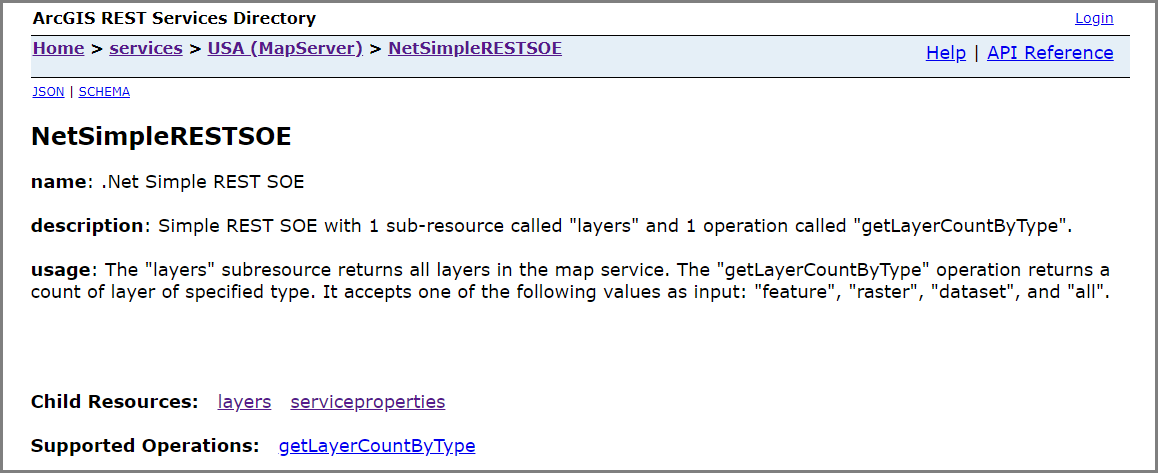 ArcGIS REST Services Directory Login
Home > services > USA (MapServer) > NetSimpleRESTSOE Help | API Reference
JSON | SCHEMA
NetSimpleRESTSOE
name: .Net Simple REST SOE
description: Simple REST SOE with 1 sub-resource called "layers" and 1 operation called "getLayerCountByType".
usage: The "layers" subresource returns all layers in the map service. The "getLayerCountByType" operation returns a
count of layer of specified type. It accepts one of the following values as input: "feature", "raster", "dataset", and "all".
Child Resources: layers serviceproperties
Supported Operations: getLayerCountByType